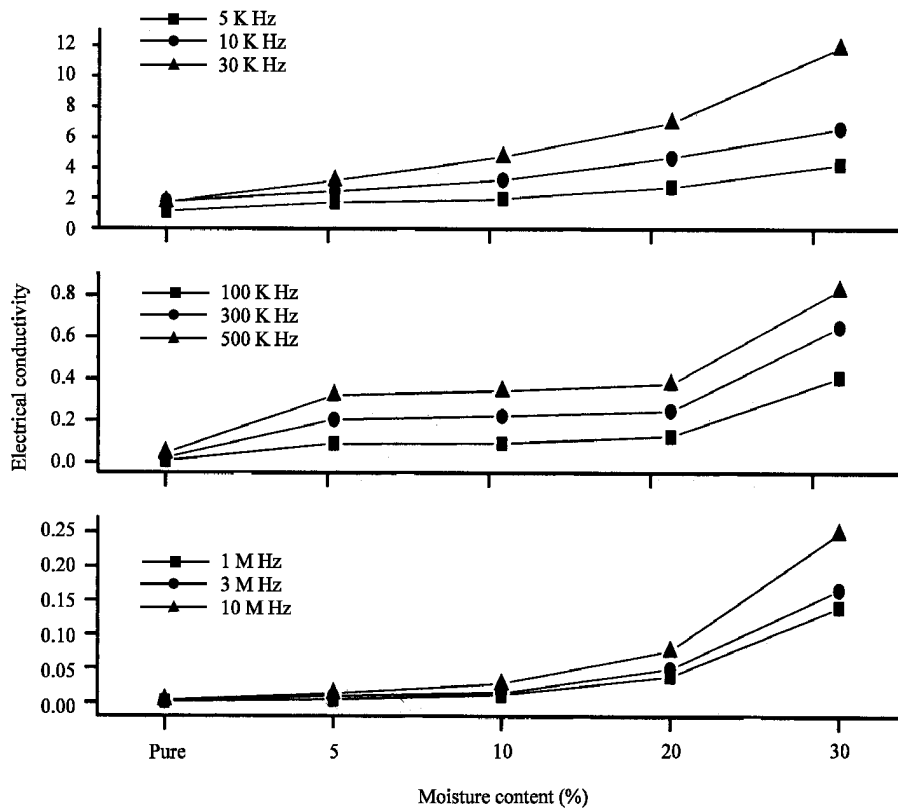 5 K Hz
10 K Hz
30 K Hz
12
10
8
6
4
2
0
Electrical conductivity
100 K Hz
300 K Hz
500 K Hz
0.8
0.6
0.4
0.2
0.0
1 M Hz
3 M Hz
10 M Hz
0.25
0.20
0.15
0.10
0.05
0.00
Pure 5 10 20 30
Moisture content (%)